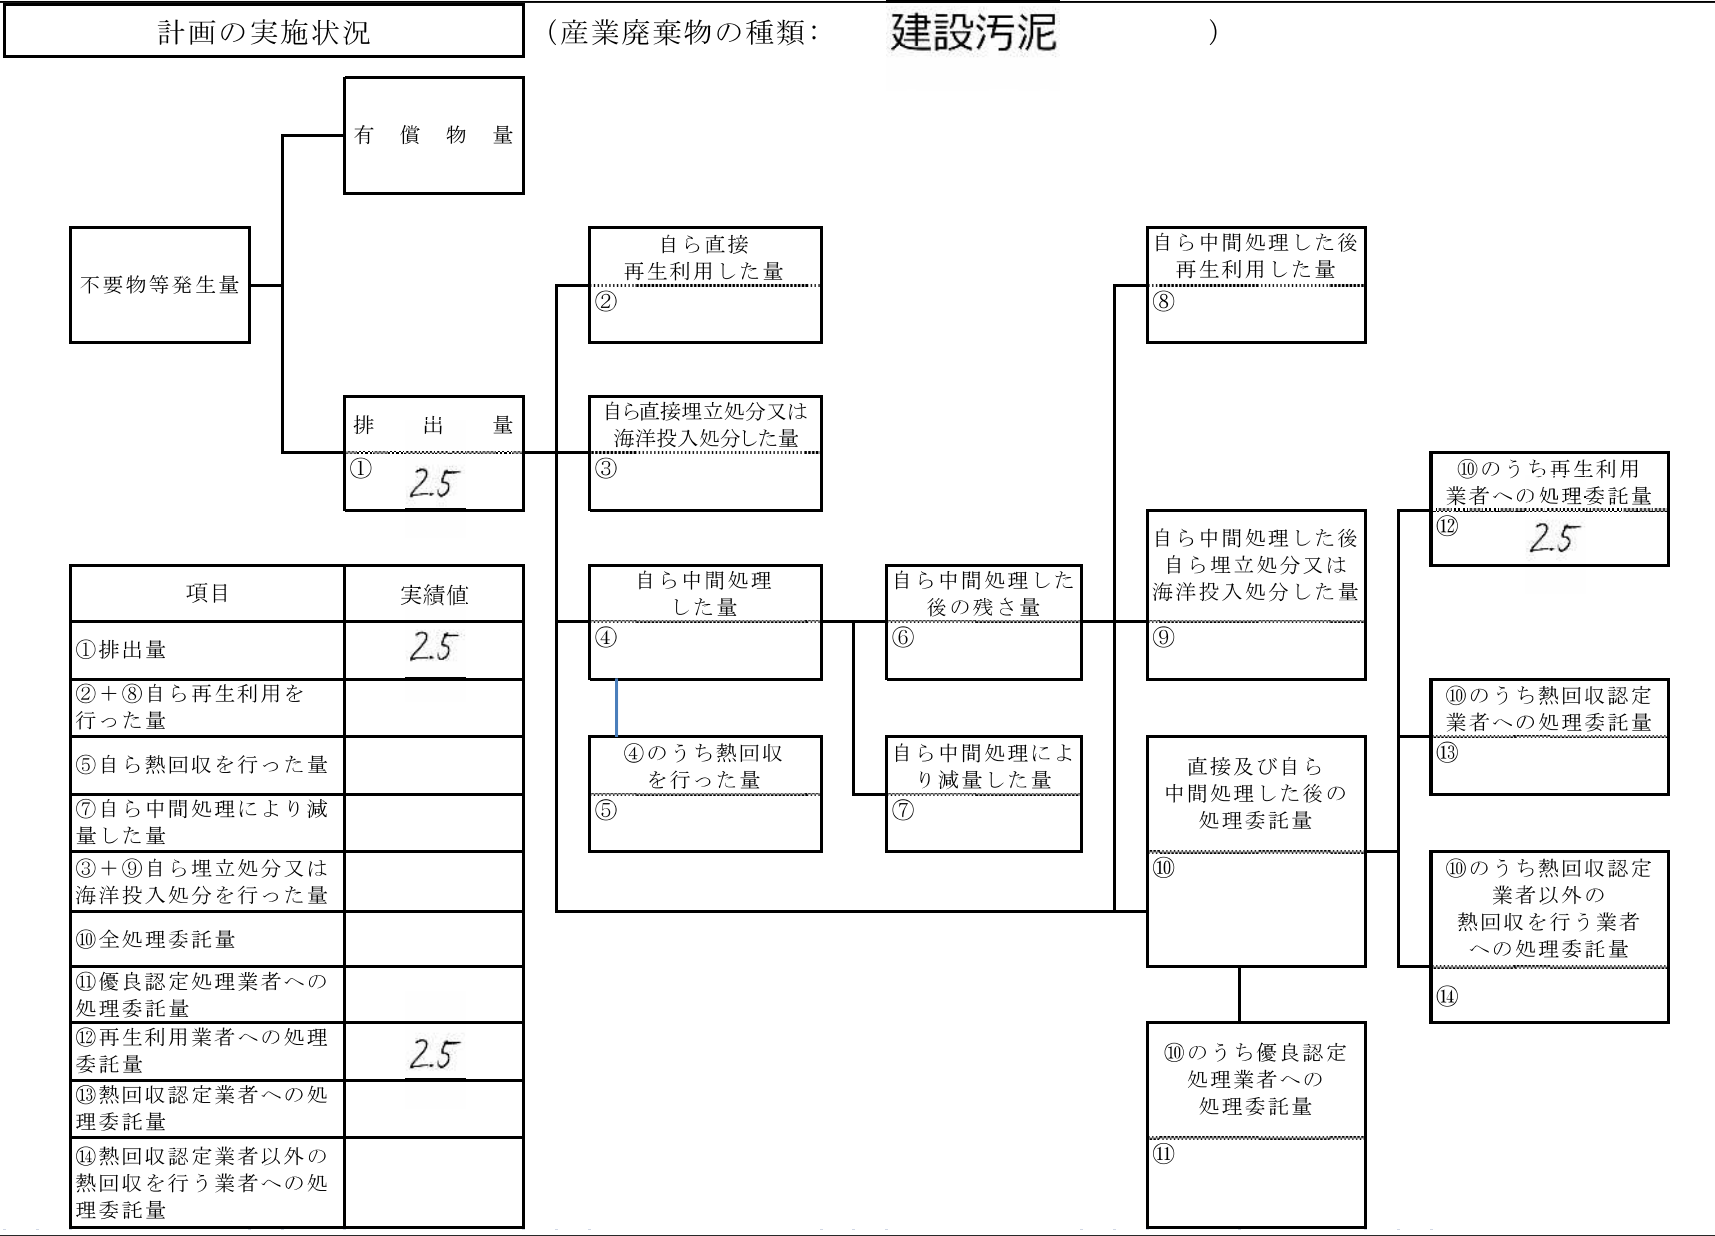 計画の実施状況 （産業廃棄物の種類： 建設汚泥 ）
有償物量
不要物等発生量
自ら直接
再生利用した量
②
自ら中間処理した後
再生利用した量
⑧
排出量
① 2.5
自ら直接埋立処分又は
海洋投入処分した量
③
⑩のうち再生利用
業者への処理委託量
⑫ 2.5
自ら中間処理した後
自ら埋立処分又は
海洋投入処分した量
⑨
自ら中間処理
した量
④
自ら中間処理した
後の残さ量
⑥
④のうち熱回収
を行った量
⑤
自ら中間処理によ
り減量した量
⑦
直接及び自ら
中間処理した後の
処理委託量
⑩
⑩のうち熱回収認定
業者への処理委託量
⑬
⑩のうち熱回収認定
業者以外の
熱回収を行う業者
への処理委託量
⑭
⑩のうち優良認定
処理業者への
処理委託量
⑪
項目 実績値
①排出量 2.5
②＋⑧自ら再生利用を
行った量
⑤自ら熱回収を行った量
⑦自ら中間処理により減
量した量
③＋⑨自ら埋立処分又は
海洋投入処分を行った量
⑩全処理委託量
⑪優良認定処理業者への
処理委託量
⑫再生利用業者への処理
委託量 2.5
⑬熱回収認定業者への処
理委託量
⑭熱回収認定業者以外の
熱回収を行う業者への処
理委託量